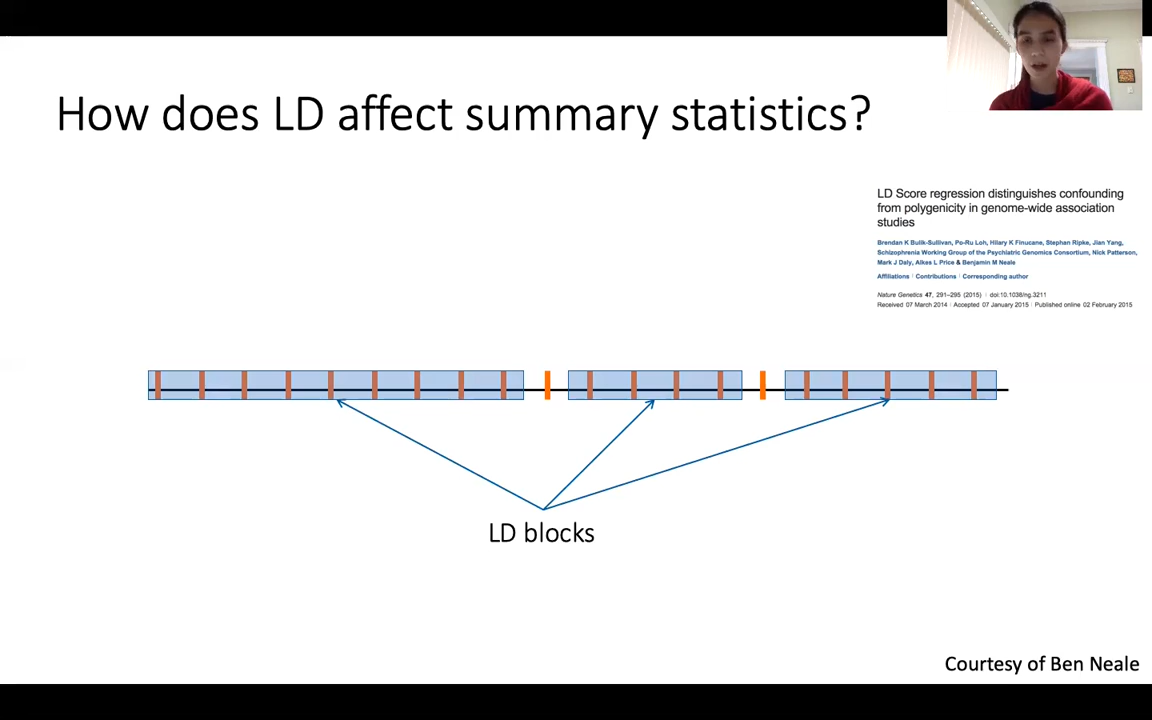 How does LD affect summary statistics?
LD Score regression distinguishes confounding
from polygenicity in genome-wide association
studies
Brendan K Bulik-Sullivan, Po-Ru Loh, Hilary K Finucane, Stephan Ripke, Jian Yang,
Schizophrenia Working Group of the Psychiatric Genomics Consortium, Nick Patterson,
Mark J Daly, Alkes L Price & Benjamin M Neale
Affiliations | Contributions | Corresponding author
Nature Genetics 47, 291–295 (2015) | doi:10.1038/ng.3211
Received 07 March 2014 | Accepted 07 January 2015 | Published online 02 February 2015
LD blocks
Courtesy of Ben Neale